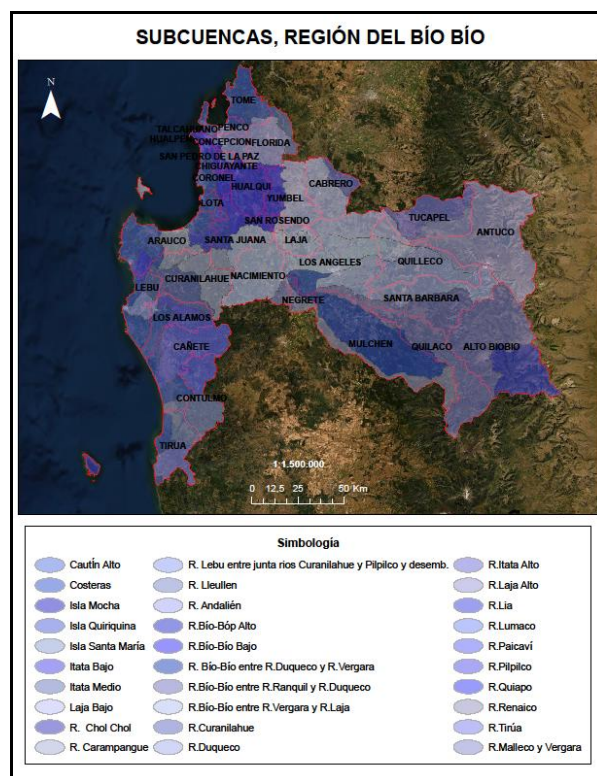 SUBCUENCAS, REGIÓN DEL BÍO BÍO
N
TOME
TALCAHUANO
PENCO
HUALPEN
CONCEPCION
FLORIDA
SAN PEDRO DE LA PAZ
CHIGUAYANTE
CORONEL
HUALQUI
CABRERO
LOTA
YUMBEL
TUCAPEL
SAN ROSENDO
ANTUCO
ARAUCO
SANTA JUANA
LAJA
LOS ANGELES
QUILLECO
CURANILAHUE
NACIMIENTO
LEBU
NEGRETE
SANTA BARBARA
LOS ALAMOS
CAÑETE
MULCHEN
QUILACO
ALTO BIOBIO
CONTULMO
TIRUA
1:1.500.000
0 12,5 25 50 Km
Simbología
Cautín Alto
Costeras
Isla Mocha
Isla Quiriquina
Isla Santa María
Itata Bajo
Itata Medio
Laja Bajo
R. Chol Chol
R. Carampangue
R. Lebu entre junta rios Curanilahue y Pilpilco y desemb.
R. Lleullen
R. Andalién
R.Bío-Bóp Alto
R.Bío-Bío Bajo
R. Bío-Bío entre R.Duqueco y R.Vergara
R.Bío-Bío entre R.Ranquil y R.Duqueco
R.Bío-Bío entre R.Vergara y R.Laja
R.Curanilahue
R.Duqueco
R.Itata Alto
R.Laja Alto
R.Lia
R.Lumaco
R.Paicaví
R.Pilpilco
R.Quiapo
R.Renaico
R.Tirúa
R.Malleco y Vergara